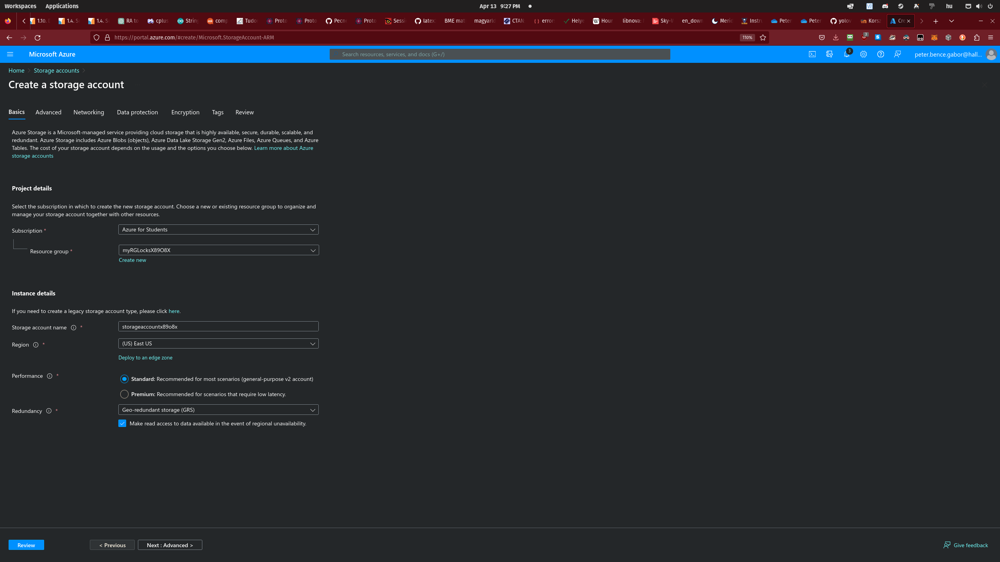 Workspaces Applications Apr 13 9:27 PM hu
1.10. 1.4. 1.4. RA to cplus String comp Tudo Proto Proto Pecne Proto Sessi latex BME mat magyarld CTAN: errors Helye Hour libnova: Sky-W en_down Merid Instru Peter Peter yolov Korsz Cre
https://portal.azure.com/#create/Microsoft.StorageAccount-ARM 110% 3
Microsoft Azure Search resources, services, and docs (G+/) 3 peter.bence.gabor@hall...
Home Storage accounts
Create a storage account
Basics Advanced Networking Data protection Encryption Tags Review
Azure Storage is a Microsoft-managed service providing cloud storage that is highly available, secure, durable, scalable, and
redundant. Azure Storage includes Azure Blobs (objects), Azure Data Lake Storage Gen2, Azure Files, Azure Queues, and Azure
Tables. The cost of your storage account depends on the usage and the options you choose below. Learn more about Azure
storage accounts
Project details
Select the subscription in which to create the new storage account. Choose a new or existing resource group to organize and
manage your storage account together with other resources.
Subscription * Azure for Students
Resource group * myRGLocksX89O8X
Create new
Instance details
If you need to create a legacy storage account type, please click here.
Storage account name * storageaccountx89o8x
Region * (US) East US
Deploy to an edge zone
Performance * Standard: Recommended for most scenarios (general-purpose v2 account)
Premium: Recommended for scenarios that require low latency.
Redundancy * Geo-redundant storage (GRS)
Make read access to data available in the event of regional unavailability.
Review < Previous Next : Advanced > Give feedback